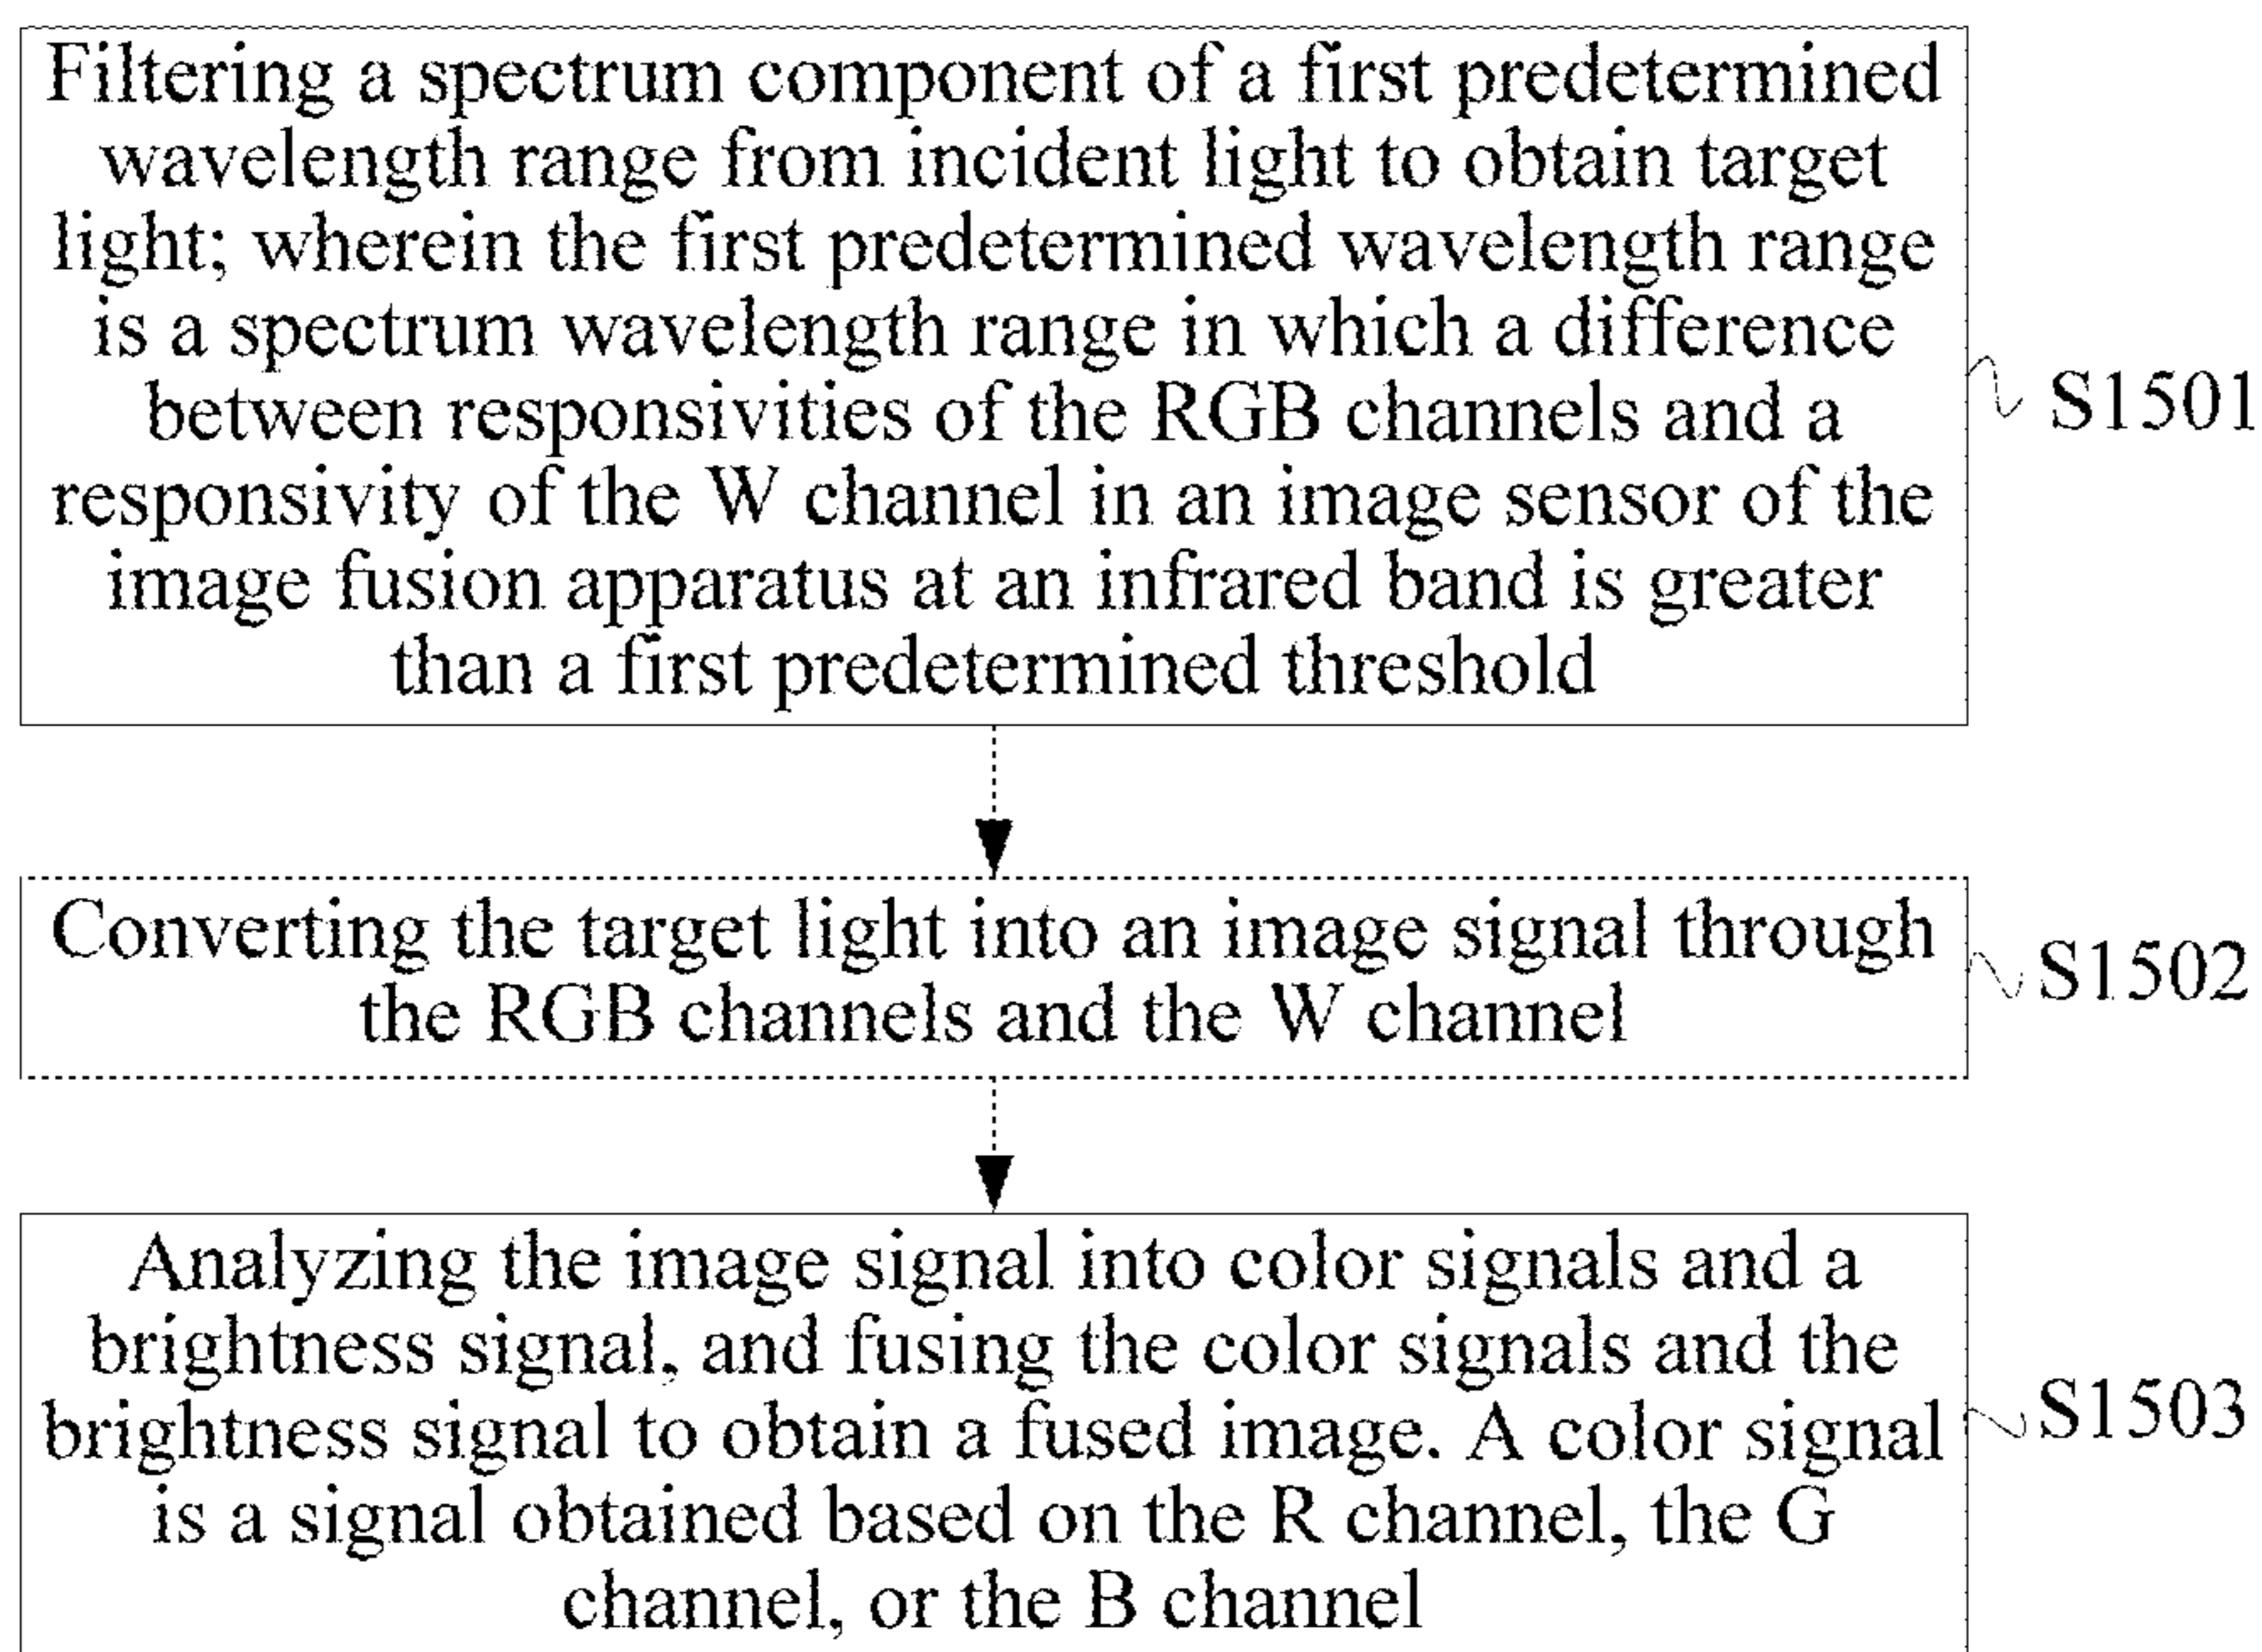 Filtering a spectrum component of a first predetermined
wavelength range from incident light to obtain target
light; wherein the first predetermined wavelength range
is a spectrum wavelength range in which a difference
between responsivities of the RGB channels and a
responsivity of the W channel in an image sensor of the
image fusion apparatus at an infrared band is greater
than a first predetermined threshold
S1501
Converting the target light into an image signal through
the RGB channels and the W channel
S1502
Analyzing the image signal into color signals and a
brightness signal, and fusing the color signals and the
brightness signal to obtain a fused image. A color signal
is a signal obtained based on the R channel, the G
channel, or the B channel
S1503